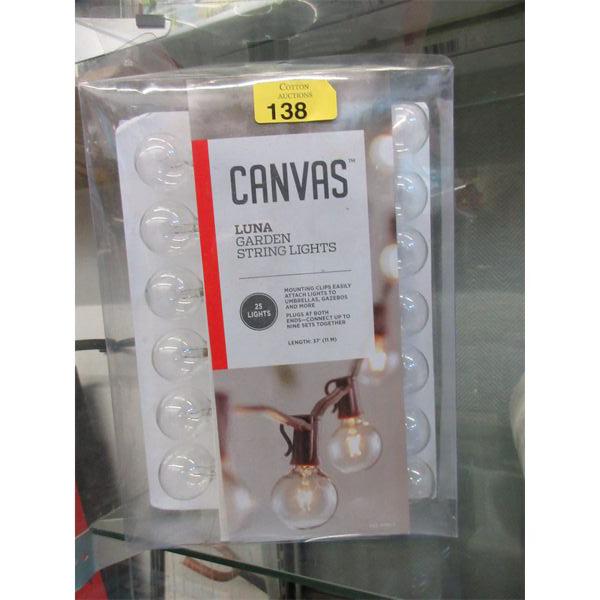 COTTON
AUCTIONS
138
CANVAS™
LUNA
GARDEN
STRING LIGHTS
25
LIGHTS
MOUNTING CLIPS EASILY
ATTACH LIGHTS TO
UMBRELLAS, GAZEBOS
AND MORE
PLUGS AT BOTH
ENDS—CONNECT UP TO
NINE SETS TOGETHER
LENGTH: 37' (11 M)